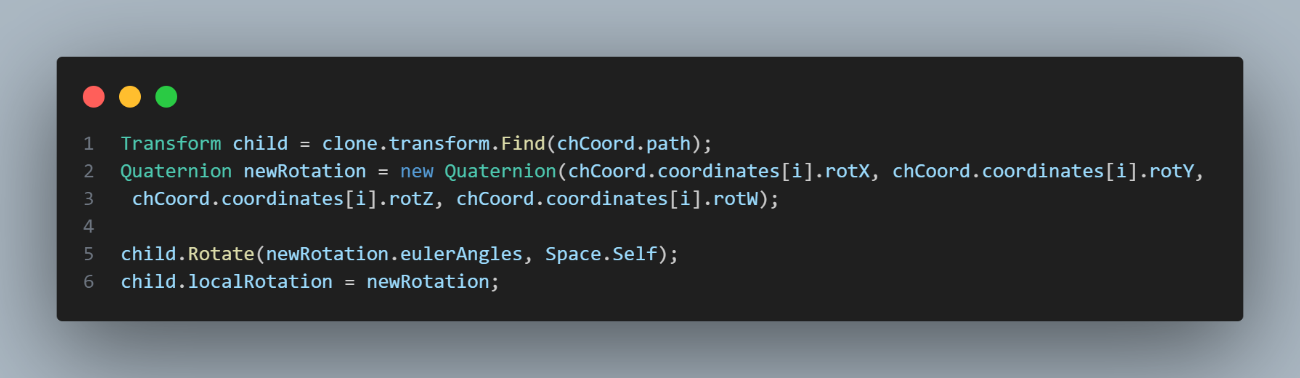 1 Transform child = clone.transform.Find(chCoord.path);
2 Quaternion newRotation = new Quaternion(chCoord.coordinates[i].rotX, chCoord.coordinates[i].rotY,
3 chCoord.coordinates[i].rotZ, chCoord.coordinates[i].rotW);
4
5 child.Rotate(newRotation.eulerAngles, Space.Self);
6 child.localRotation = newRotation;